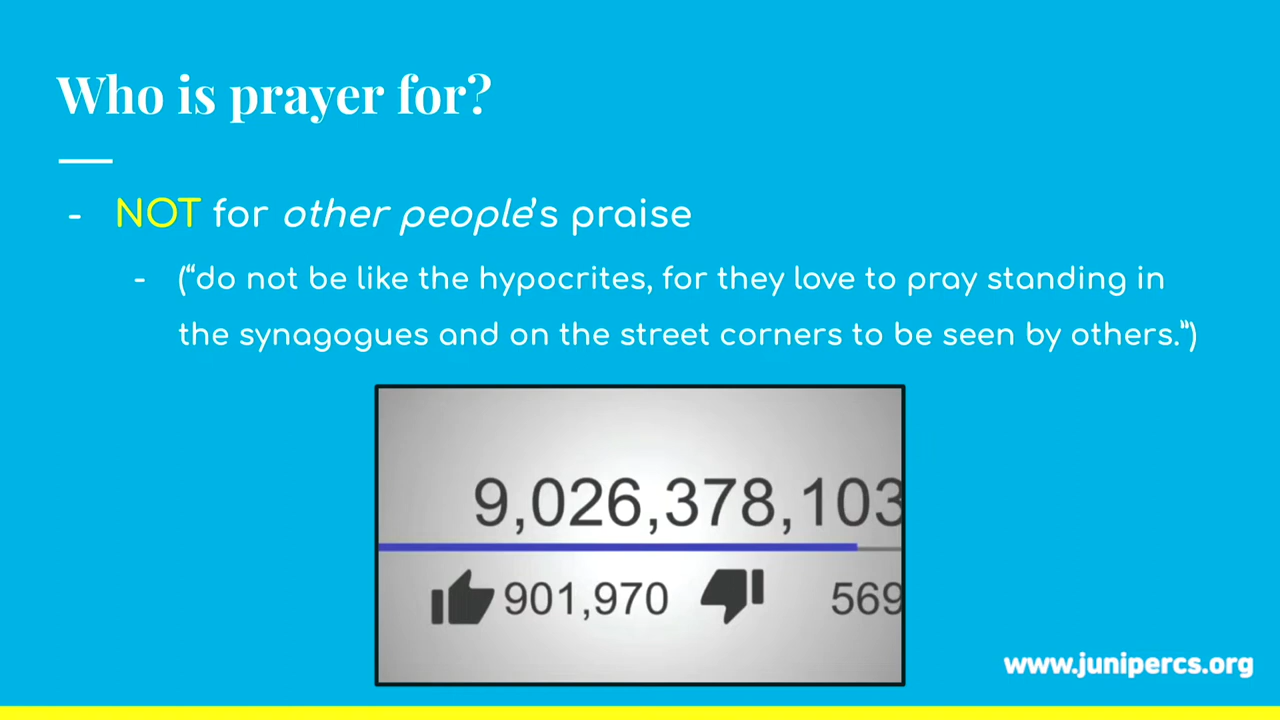 Who is prayer for?
- NOT for other people's praise
- (“do not be like the hypocrites, for they love to pray standing in
the synagogues and on the street corners to be seen by others.”)
9,026,378,103
901,970 569
www.junipercs.org